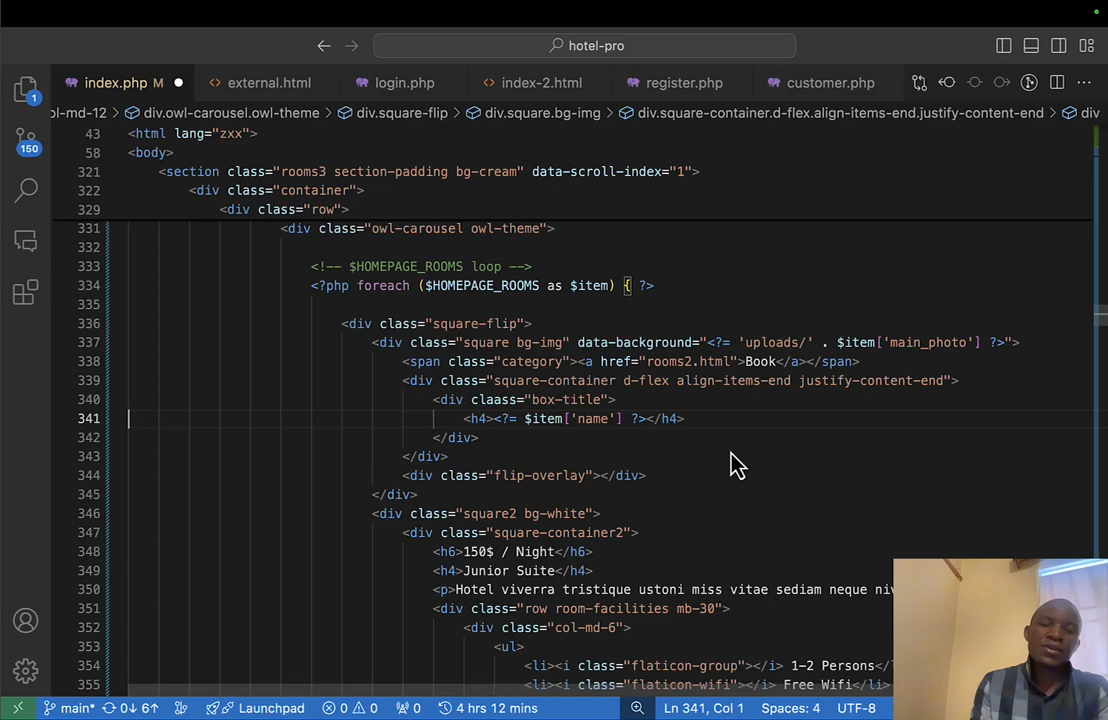 hotel-pro
index.php M external.html login.php index-2.html register.php customer.php
ol-md-12 > div.owl-carousel.owl-theme > div.square-flip > div.square.bg-img > div.square-container.d-flex.align-items-end.justify-content-end > div
43 <html lang="zxx">
58 <body>
321 <section class="rooms3 section-padding bg-cream" data-scroll-index="1">
322 <div class="container">
329 <div class="row">
331 <div class="owl-carousel owl-theme">
332
333 <!-- $HOMEPAGE_ROOMS loop -->
334 <?php foreach ($HOMEPAGE_ROOMS as $item) { ?>
335
336 <div class="square-flip">
337 <div class="square bg-img" data-background="<?= 'uploads/' . $item['main_photo'] ?>">
338 <span class="category"><a href="rooms2.html">Book</a></span>
339 <div class="square-container d-flex align-items-end justify-content-end">
340 <div claass="box-title">
341 <h4><?= $item['name'] ?></h4>
342 </div>
343 </div>
344 <div class="flip-overlay"></div>
345 </div>
346 <div class="square2 bg-white">
347 <div class="square-container2">
348 <h6>150$ / Night</h6>
349 <h4>Junior Suite</h4>
350 <p>Hotel viverra tristique ustoni miss vitae sediam neque niv
351 <div class="row room-facilities mb-30">
352 <div class="col-md-6">
353 <ul>
354 <li><i class="flaticon-group"></i> 1-2 Persons</l
355 <li><i class="flaticon-wifi"></i> Free Wifi</li>
1
150
main* 0↓ 6↑ Launchpad 0 0 0 4 hrs 12 mins Ln 341, Col 1 Spaces: 4 UTF-8